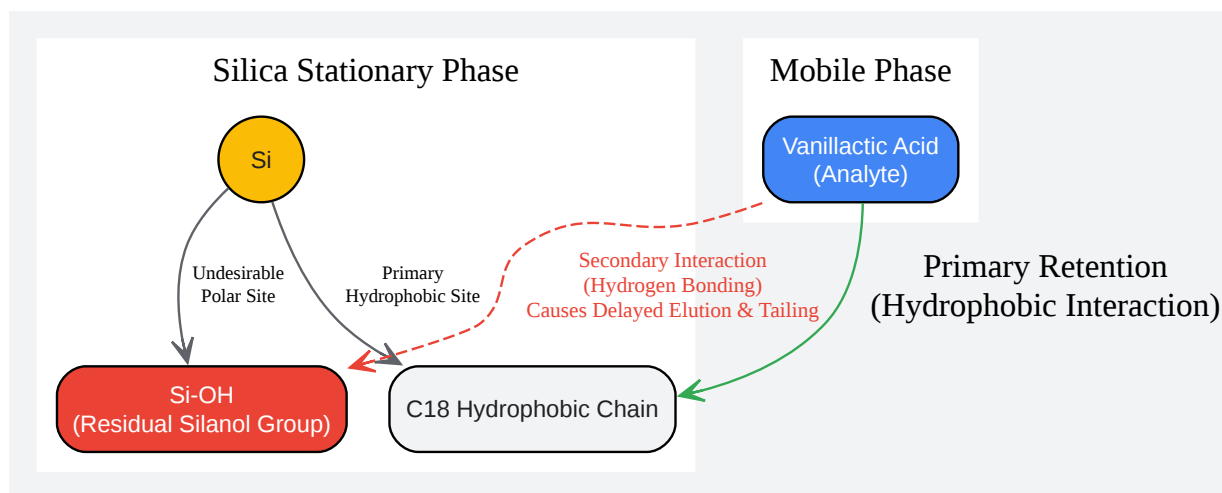 Silica Stationary Phase
Mobile Phase
Si
Vanillactic Acid
(Analyte)
Undesirable
Polar Site
Primary
Hydrophobic Site
Secondary Interaction
(Hydrogen Bonding)
Causes Delayed Elution & Tailing
Primary Retention
(Hydrophobic Interaction)
Si-OH
(Residual Silanol Group)
C18 Hydrophobic Chain